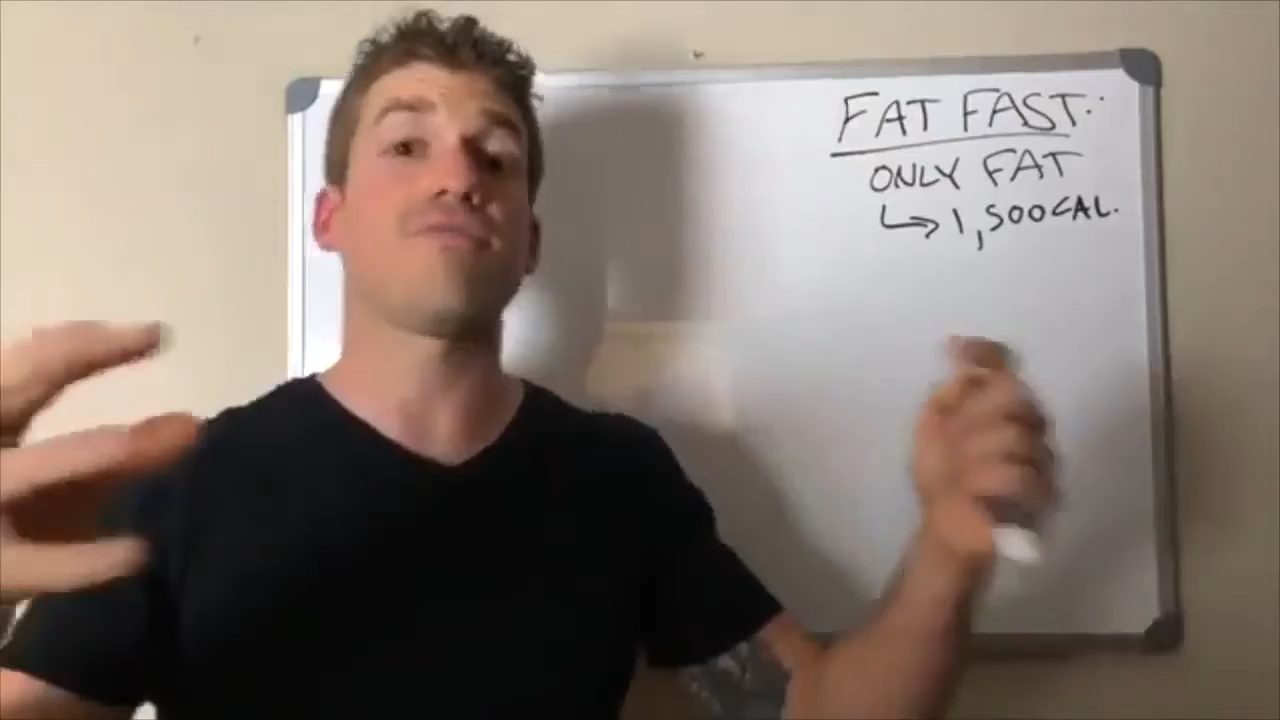 FAT FAST:
ONLY FAT
↳ 1,500CAL.